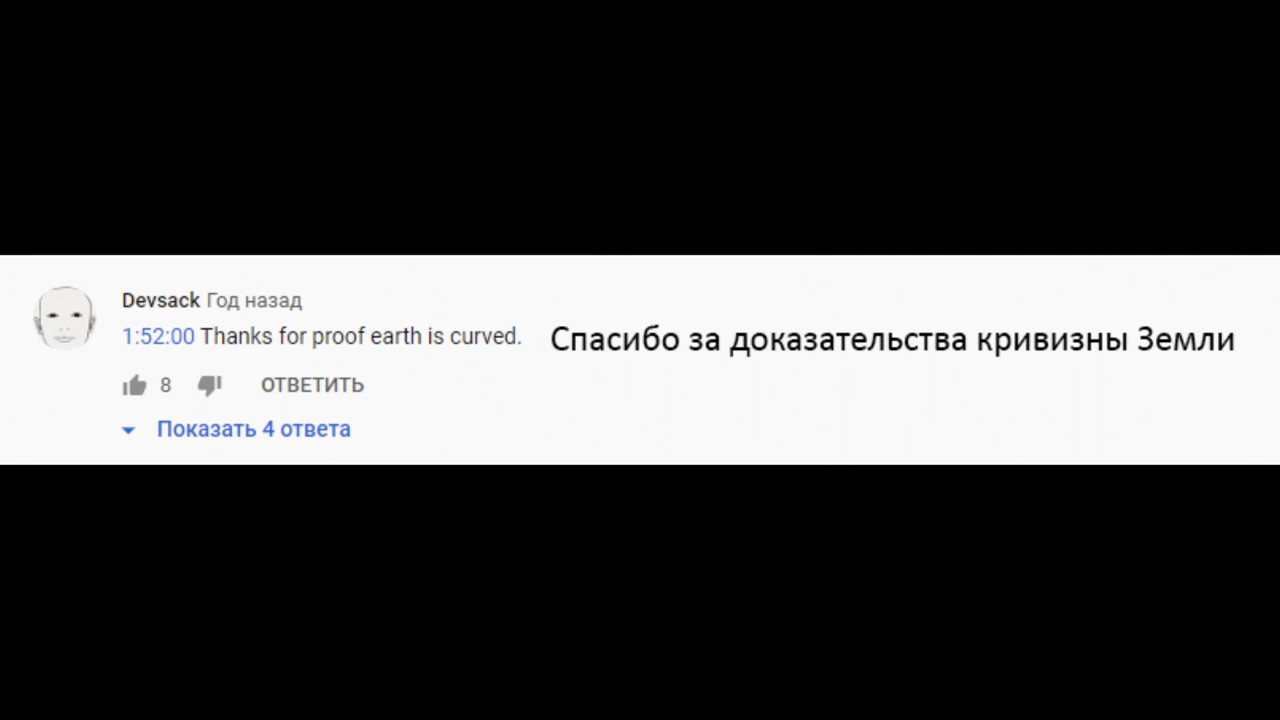 Devsack Год назад
1:52:00 Thanks for proof earth is curved. Спасибо за доказательства кривизны Земли
8 ОТВЕТИТЬ
Показать 4 ответа